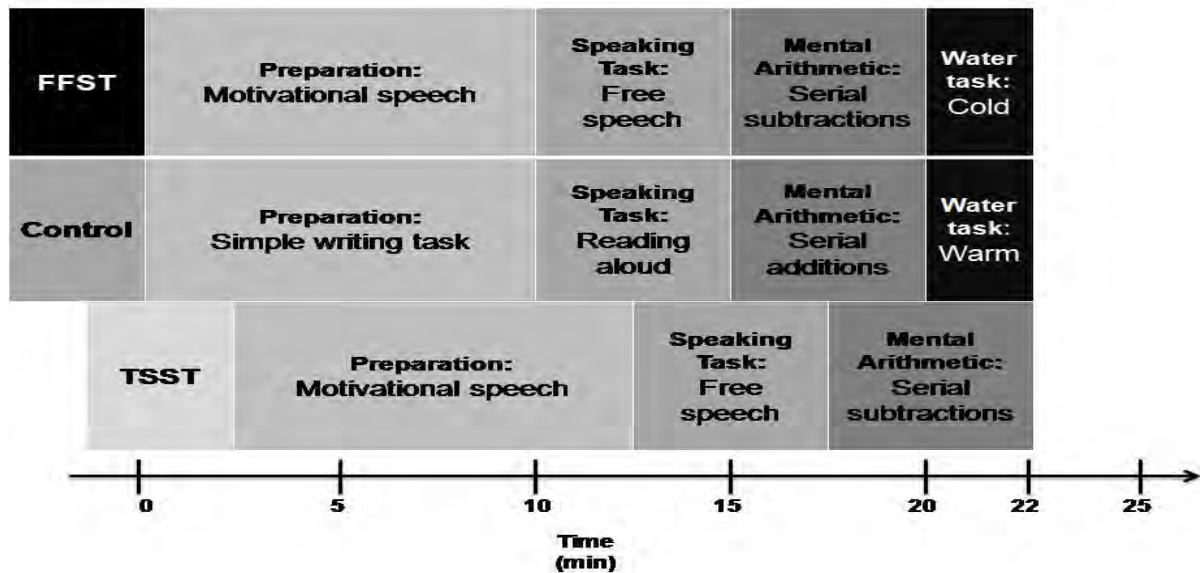 FFST
Preparation:
Motivational speech
Speaking
Task:
Free
speech
Mental
Arithmetic:
Serial
subtractions
Water
task:
Cold
Control
Preparation:
Simple writing task
Speaking
Task:
Reading
aloud
Mental
Arithmetic:
Serial
additions
Water
task:
Warm
TSST
Preparation:
Motivational speech
Speaking
Task:
Free
speech
Mental
Arithmetic:
Serial
subtractions
0 5 10 15 20 22 25
Time
(min)